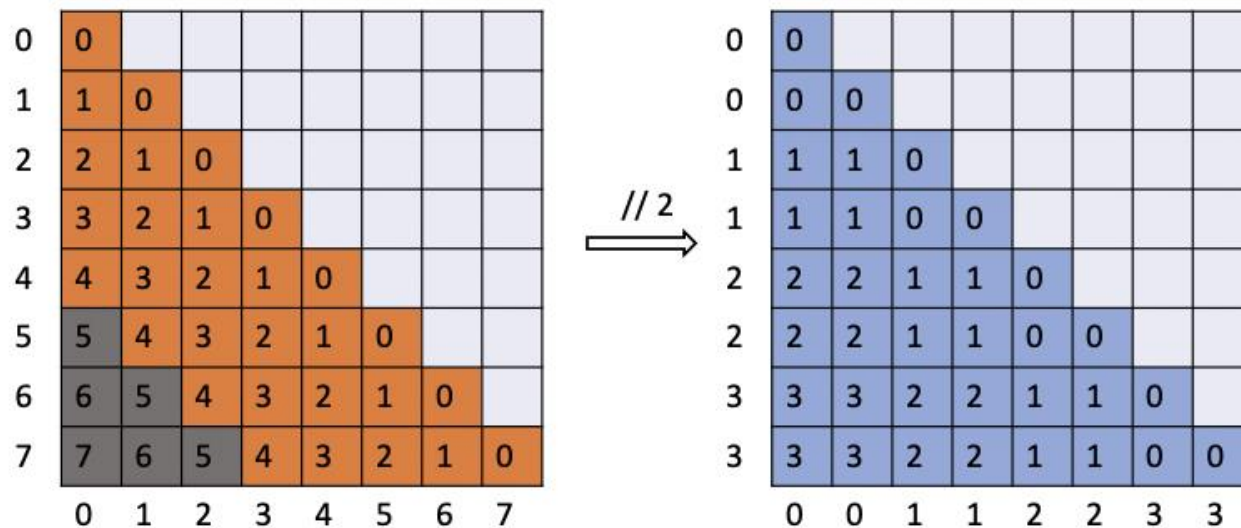 0 0 0 0
1 1 0 0 0 0
2 2 1 0 1 1 1 0
3 3 2 1 0 // 2 1 1 1 0 0
4 4 3 2 1 0 2 2 2 1 1 0
5 5 4 3 2 1 0 2 2 2 1 1 0 0
6 6 5 4 3 2 1 0 3 3 3 2 2 1 1 0
7 7 6 5 4 3 2 1 0 3 3 3 2 2 1 1 0 0
0 1 2 3 4 5 6 7 0 0 1 1 2 2 3 3